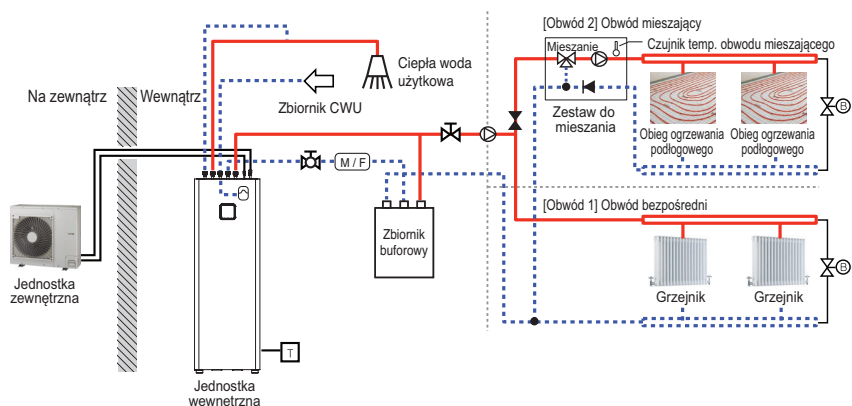 [Obwód 2] Obwód mieszający
Mieszanie
Czujnik temp. obwodu mieszającego
Ciepła woda
użytkowa
Na zewnątrz
Wewnątrz
Zbiornik CWU
Zestaw do
mieszania
Obieg ogrzewania
podłogowego
Obieg ogrzewania
podłogowego
B
M / F
[Obwód 1] Obwód bezpośredni
Zbiornik
buforowy
B
Jednostka
zewnętrzna
Grzejnik
Grzejnik
T
Jednostka
wewnetrzna